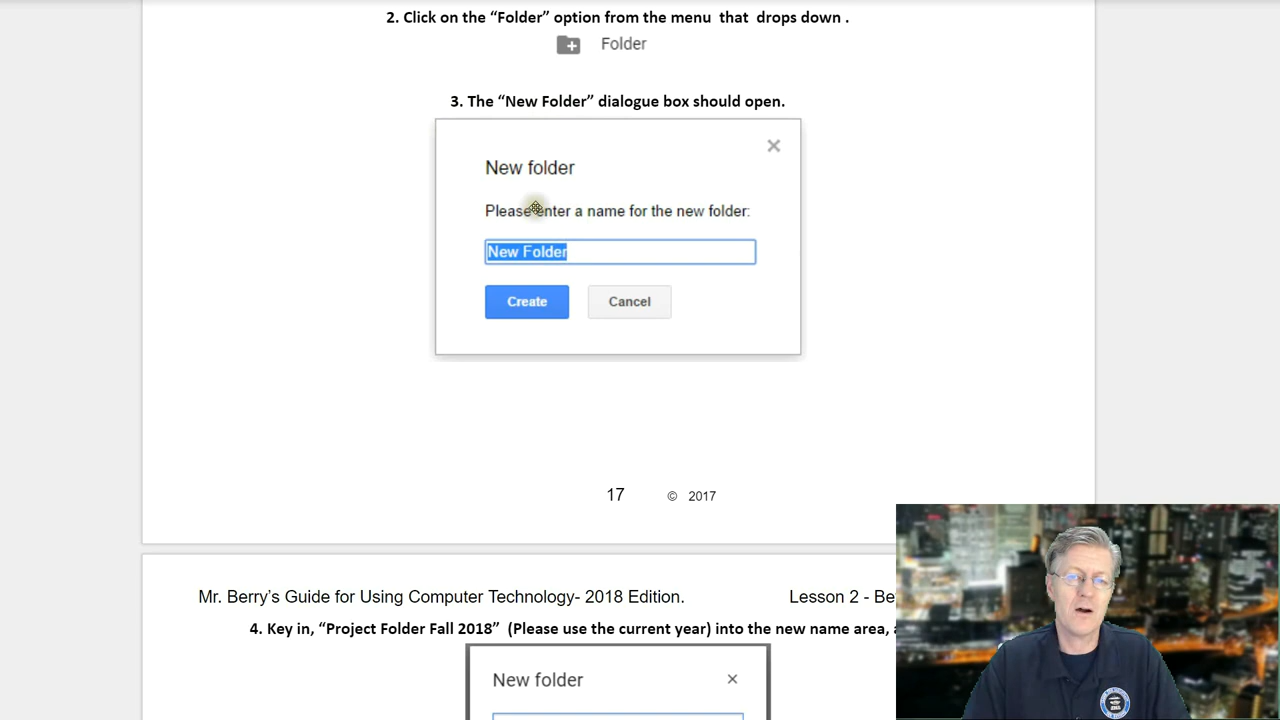 2. Click on the “Folder” option from the menu  that  drops down .
Folder
3. The “New Folder” dialogue box should open.
New folder
Please enter a name for the new folder:
New Folder
Create
Cancel
17
© 2017
Mr. Berry’s Guide for Using Computer Technology- 2018 Edition.
Lesson 2 - Be
4. Key in, “Project Folder Fall 2018”  (Please use the current year) into the new name area,
New folder